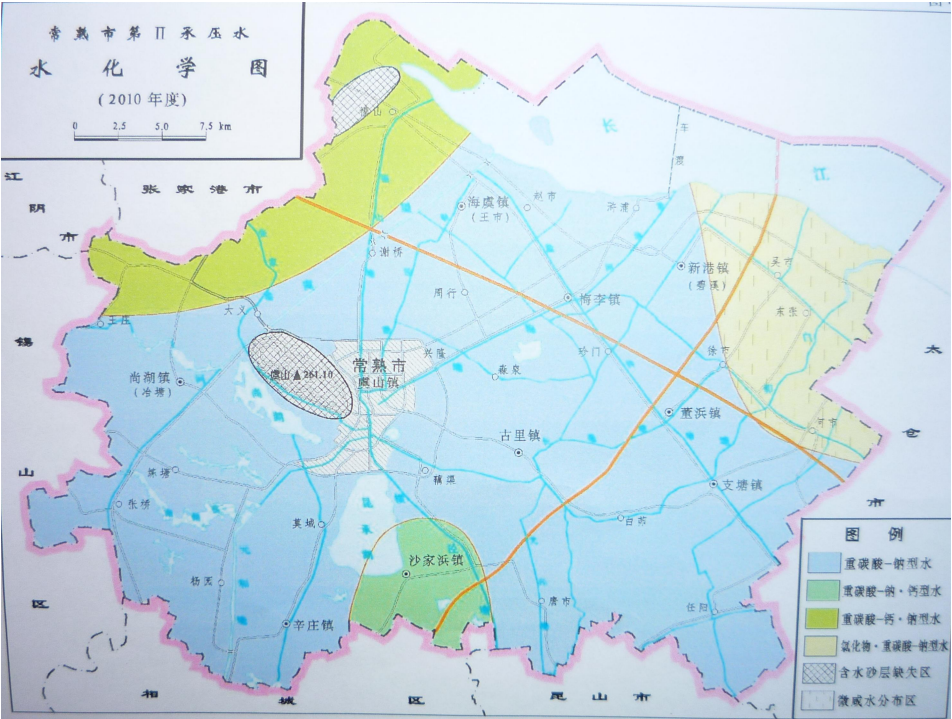 常熟市第Ⅱ承压水
水化学图
(2010年度)
0 2.5 5.0 7.5 km
江
阴
市
张家港市
虞山
长
江
车
海虞镇
(王市)
赵市
浒浦
谢桥
新港镇
(碧溪)
吴市
周行
梅李镇
东张
王庄
大义
锡
兴隆
珍门
徐市
太
尚湖镇
(冶塘)
虞山▲261.10
常熟市
虞山镇
森泉
董浜镇
何市
仓
古里镇
山
练塘
藕渠
支塘镇
市
张桥
莫城
白茆
沙家浜镇
杨园
区
唐市
任阳
辛庄镇
相
城
区
昆山市
图例
重碳酸-钠型水
重碳酸-钠·钙型水
重碳酸-钙·钠型水
氯化物·重碳酸-钠型水
含水砂层缺失区
微咸水分布区